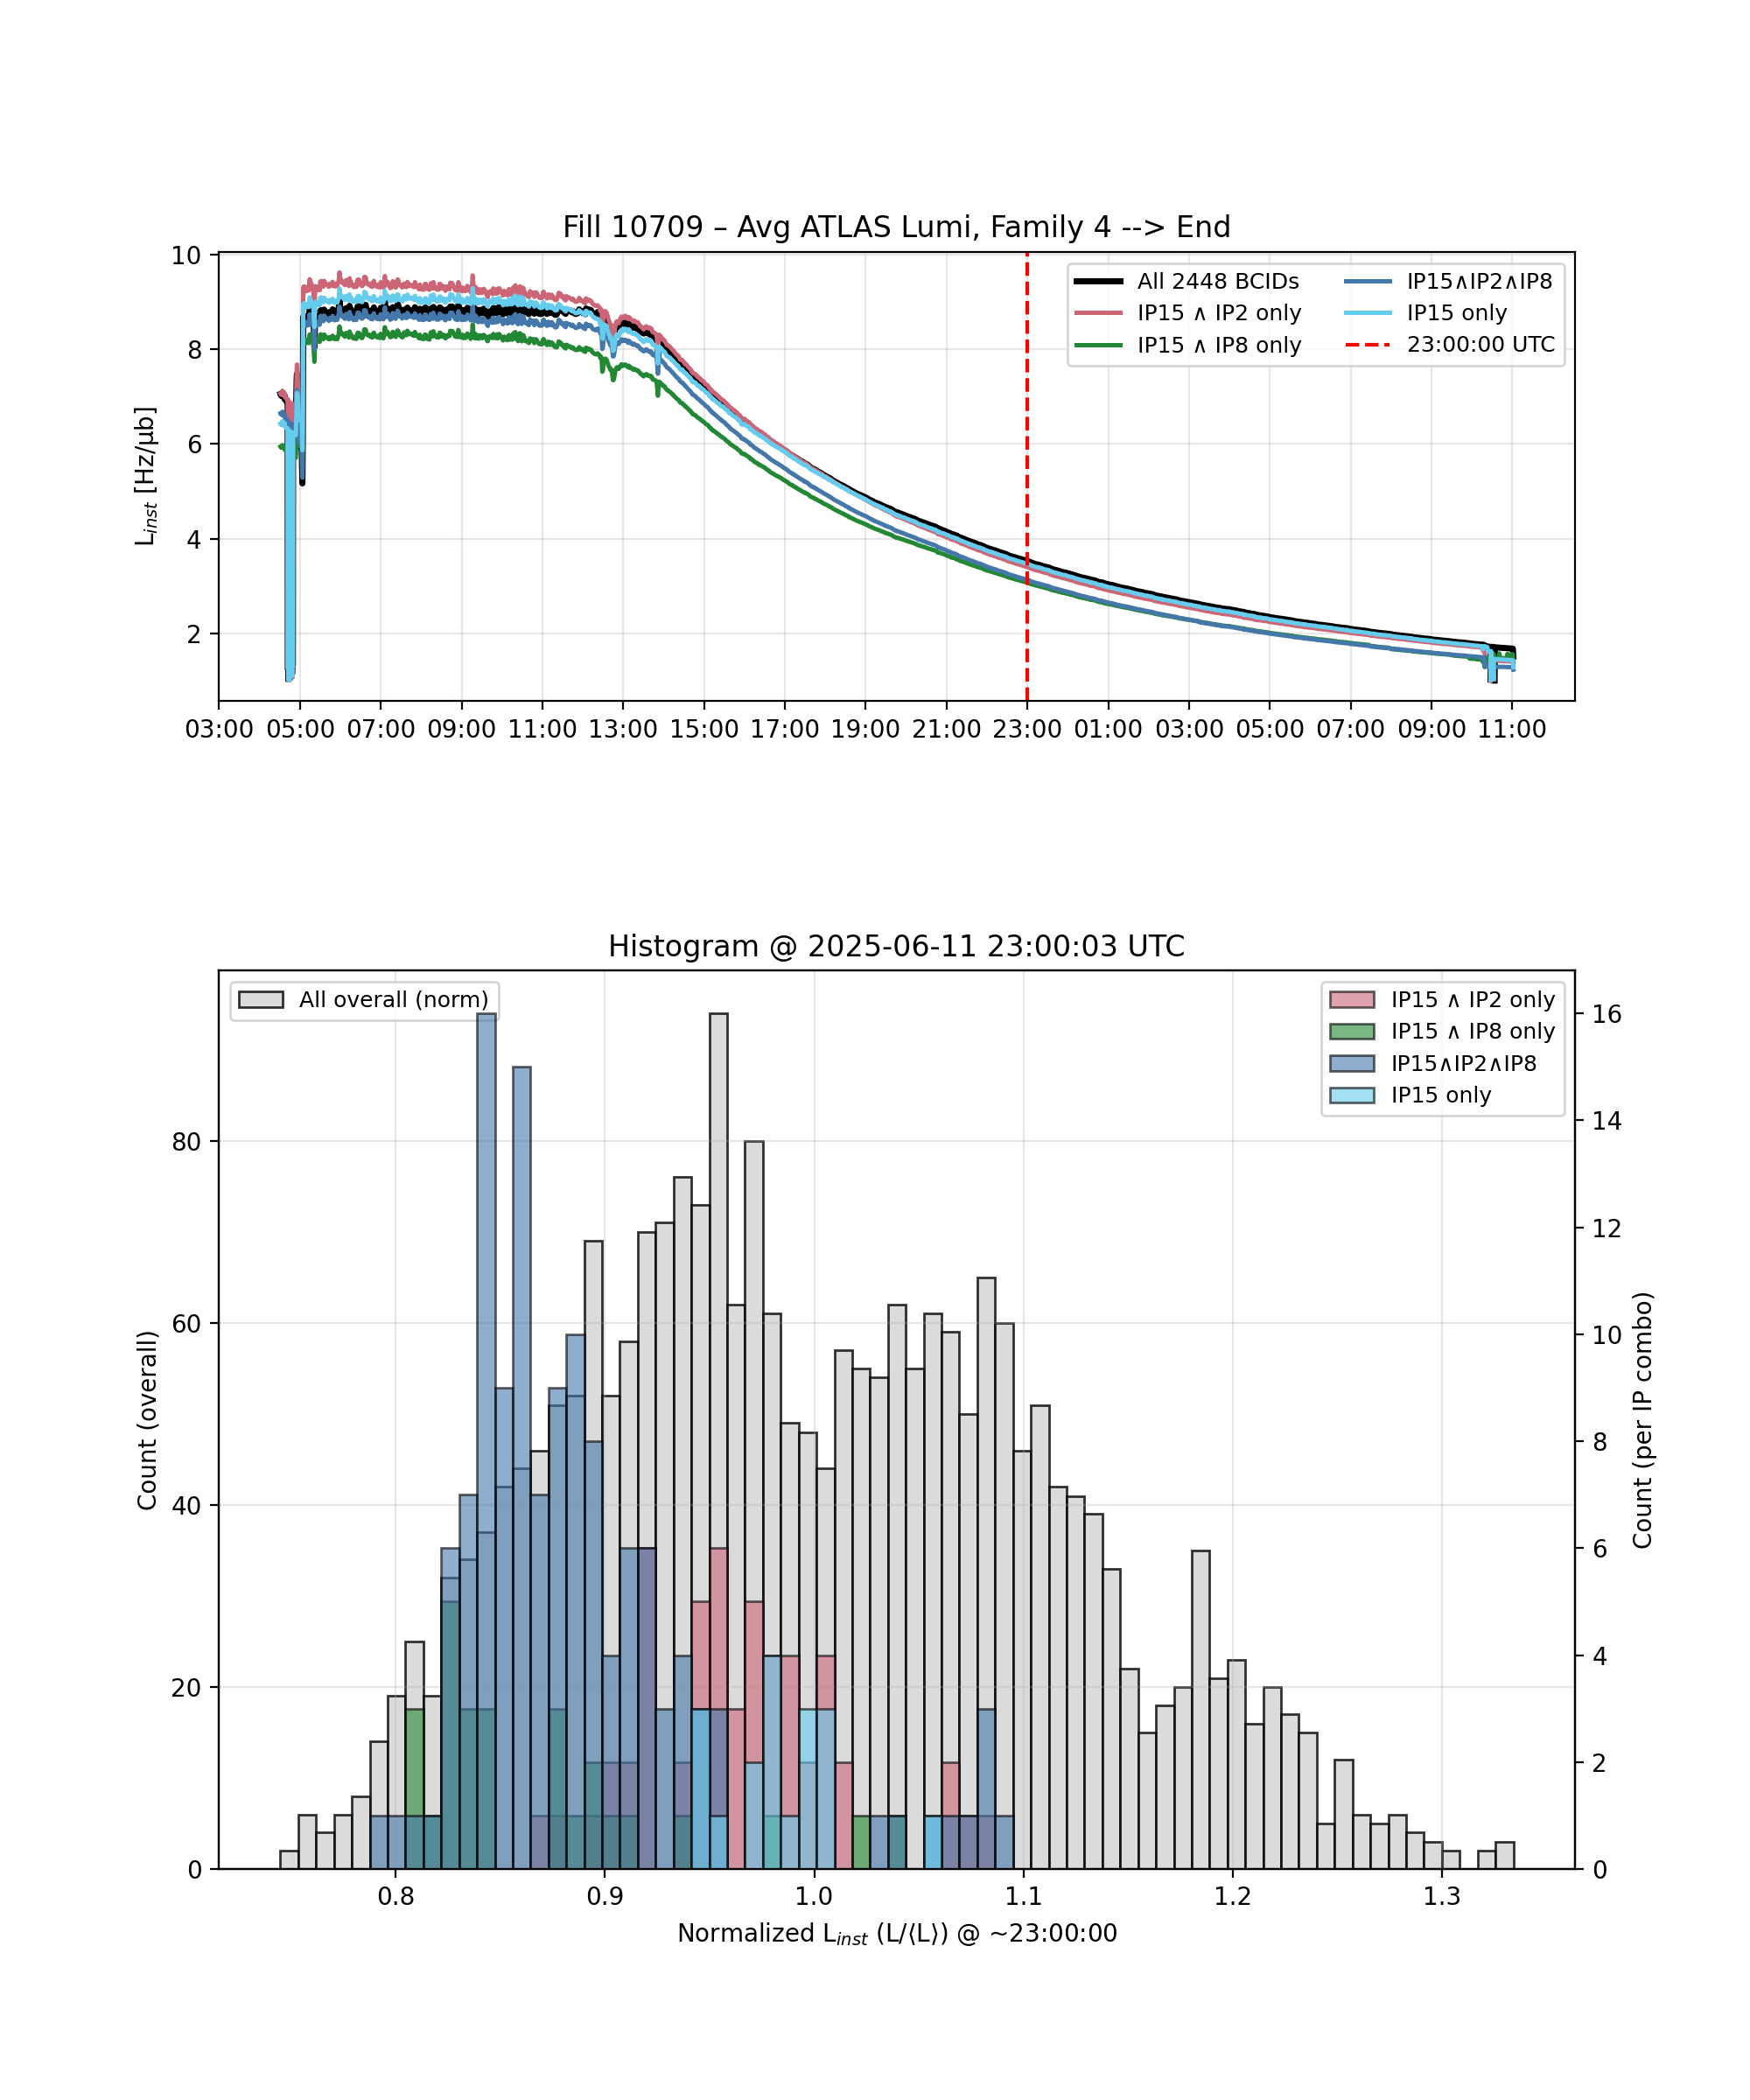 Fill 10709 – Avg ATLAS Lumi, Family 4 --> End
L_inst [Hz/μb]
10
8
6
4
2
All 2448 BCIDs
IP15 ∧ IP2 only
IP15 ∧ IP8 only
IP15∧IP2∧IP8
IP15 only
23:00:00 UTC
03:00 05:00 07:00 09:00 11:00 13:00 15:00 17:00 19:00 21:00 23:00 01:00 03:00 05:00 07:00 09:00 11:00
Histogram @ 2025-06-11 23:00:03 UTC
Count (overall)
80
60
40
20
0
All overall (norm)
IP15 ∧ IP2 only
IP15 ∧ IP8 only
IP15∧IP2∧IP8
IP15 only
16
14
12
10
8
6
4
2
0
Count (per IP combo)
0.8 0.9 1.0 1.1 1.2 1.3
Normalized L_inst (L/⟨L⟩) @ ~23:00:00